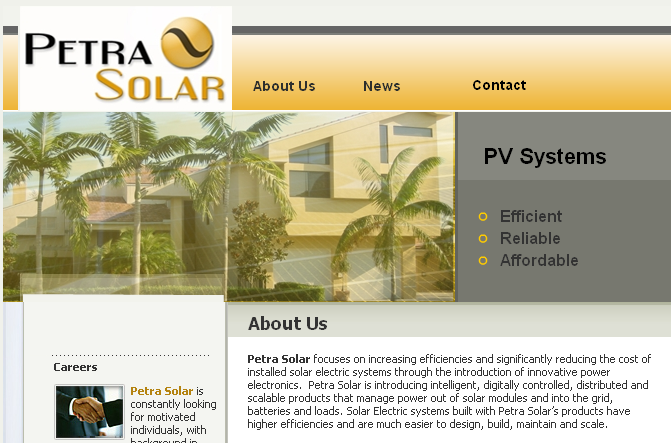 PETRA
SOLAR
About Us
News
Contact
PV Systems
Efficient
Reliable
Affordable
About Us
Careers
Petra Solar is
constantly looking
for motivated
individuals, with
background in
Petra Solar focuses on increasing efficiencies and significantly reducing the cost of
installed solar electric systems through the introduction of innovative power
electronics.  Petra Solar is introducing intelligent, digitally controlled, distributed and
scalable products that manage power out of solar modules and into the grid,
batteries and loads. Solar Electric systems built with Petra Solar's products have
higher efficiencies and are much easier to design, build, maintain and scale.